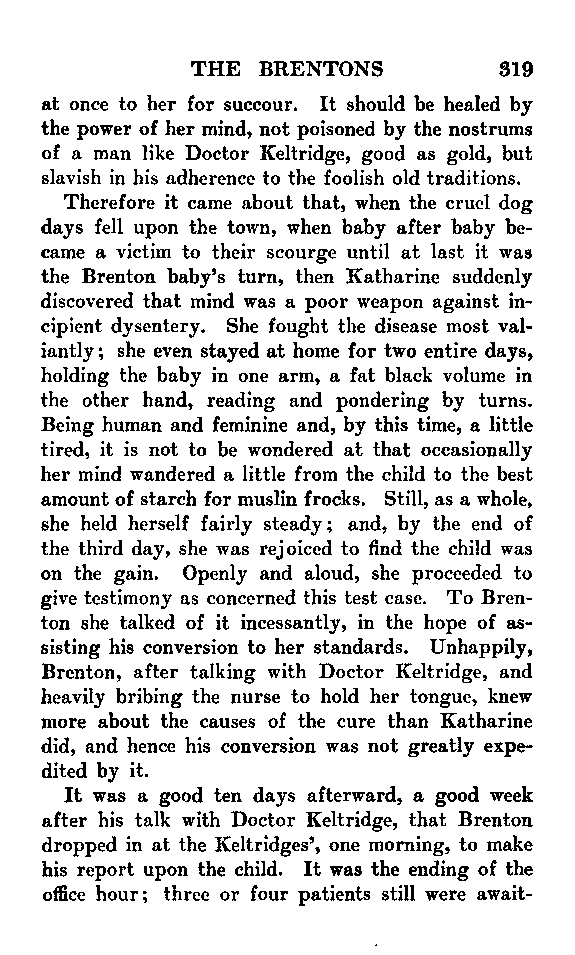 THE BRENTONS 319
at once to her for succour. It should be healed by
the power of her mind, not poisoned by the nostrums
of a man like Doctor Keltridge, good as gold, but
slavish in his adherence to the foolish old traditions.
Therefore it came about that, when the cruel dog
days fell upon the town, when baby after baby be-
came a victim to their scourge until at last it was
the Brenton baby's turn, then Katharine suddenly
discovered that mind was a poor weapon against in-
cipient dysentery. She fought the disease most val-
iantly; she even stayed at home for two entire days,
holding the baby in one arm, a fat black volume in
the other hand, reading and pondering by turns.
Being human and feminine and, by this time, a little
tired, it is not to be wondered at that occasionally
her mind wandered a little from the child to the best
amount of starch for muslin frocks. Still, as a whole,
she held herself fairly steady; and, by the end of
the third day, she was rejoiced to find the child was
on the gain. Openly and aloud, she proceeded to
give testimony as concerned this test case. To Bren-
ton she talked of it incessantly, in the hope of as-
sisting his conversion to her standards. Unhappily,
Brenton, after talking with Doctor Keltridge, and
heavily bribing the nurse to hold her tongue, knew
more about the causes of the cure than Katharine
did, and hence his conversion was not greatly expe-
dited by it.
It was a good ten days afterward, a good week
after his talk with Doctor Keltridge, that Brenton
dropped in at the Keltridges', one morning, to make
his report upon the child. It was the ending of the
office hour; three or four patients still were await-